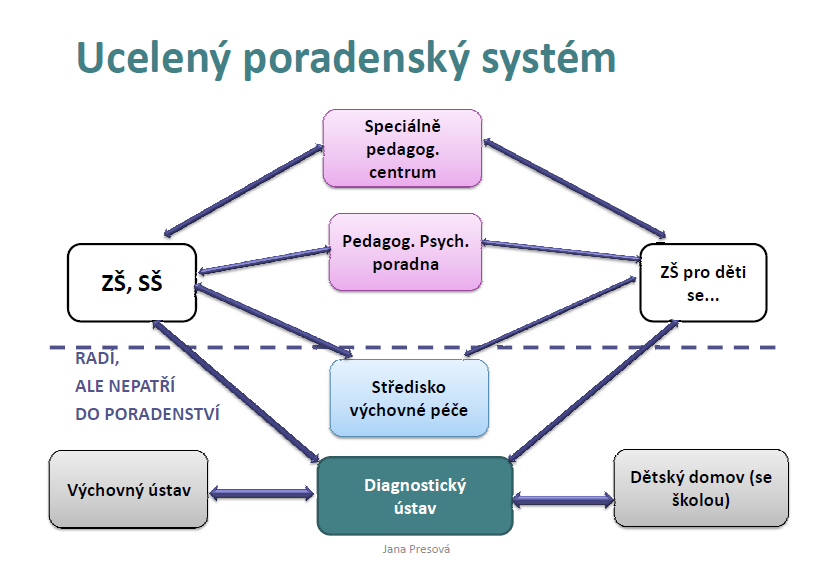 Ucelený poradenský systém
Speciálně
pedagog.
centrum
Pedagog. Psych.
poradna
ZŠ, SŠ
ZŠ pro děti
se...
RADÍ,
ALE NEPATŘÍ
DO PORADENSTVÍ
Středisko
výchovné péče
Výchovný ústav
Diagnostický
ústav
Dětský domov (se
školou)
Jana Presová